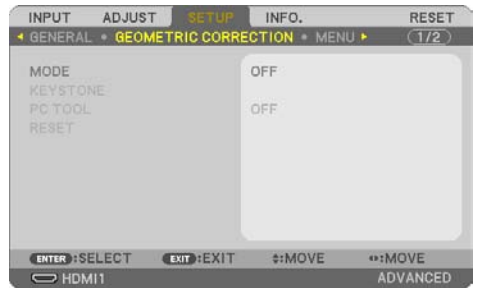 INPUT ADJUST SETUP INFO. RESET
GENERAL • GEOMETRIC CORRECTION • MENU (1/2)
MODE OFF
KEYSTONE
PC TOOL OFF
RESET
ENTER :SELECT EXIT :EXIT :MOVE :MOVE
HDMI1 ADVANCED